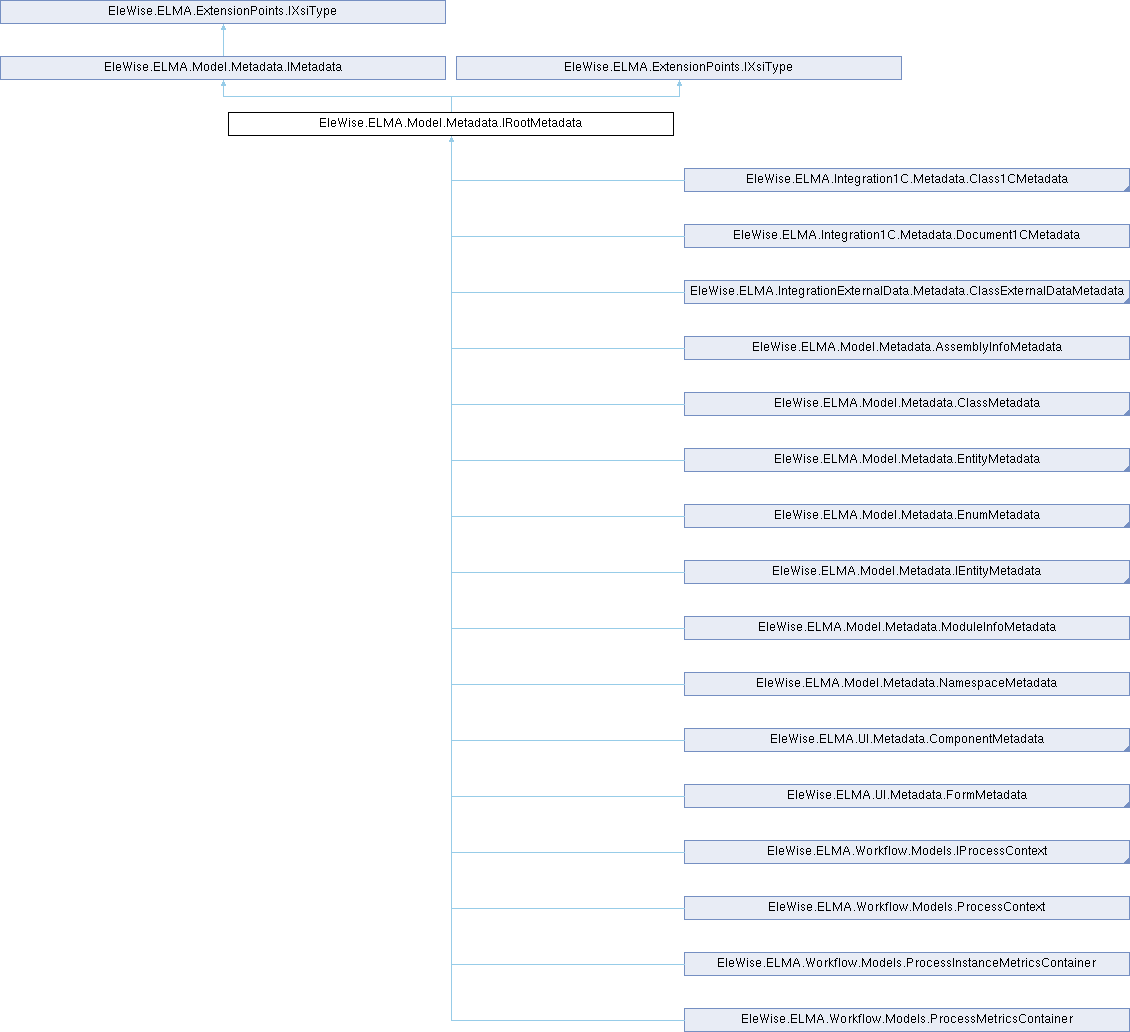 EleWise.ELMA.ExtensionPoints.IXsiType
EleWise.ELMA.Model.Metadata.IMetadata
EleWise.ELMA.ExtensionPoints.IXsiType
EleWise.ELMA.Model.Metadata.IRootMetadata
EleWise.ELMA.Integration1C.Metadata.Class1CMetadata
EleWise.ELMA.Integration1C.Metadata.Document1CMetadata
EleWise.ELMA.IntegrationExternalData.Metadata.ClassExternalDataMetadata
EleWise.ELMA.Model.Metadata.AssemblyInfoMetadata
EleWise.ELMA.Model.Metadata.ClassMetadata
EleWise.ELMA.Model.Metadata.EntityMetadata
EleWise.ELMA.Model.Metadata.EnumMetadata
EleWise.ELMA.Model.Metadata.IEntityMetadata
EleWise.ELMA.Model.Metadata.ModuleInfoMetadata
EleWise.ELMA.Model.Metadata.NamespaceMetadata
EleWise.ELMA.UI.Metadata.ComponentMetadata
EleWise.ELMA.UI.Metadata.FormMetadata
EleWise.ELMA.Workflow.Models.IProcessContext
EleWise.ELMA.Workflow.Models.ProcessContext
EleWise.ELMA.Workflow.Models.ProcessInstanceMetricsContainer
EleWise.ELMA.Workflow.Models.ProcessMetricsContainer